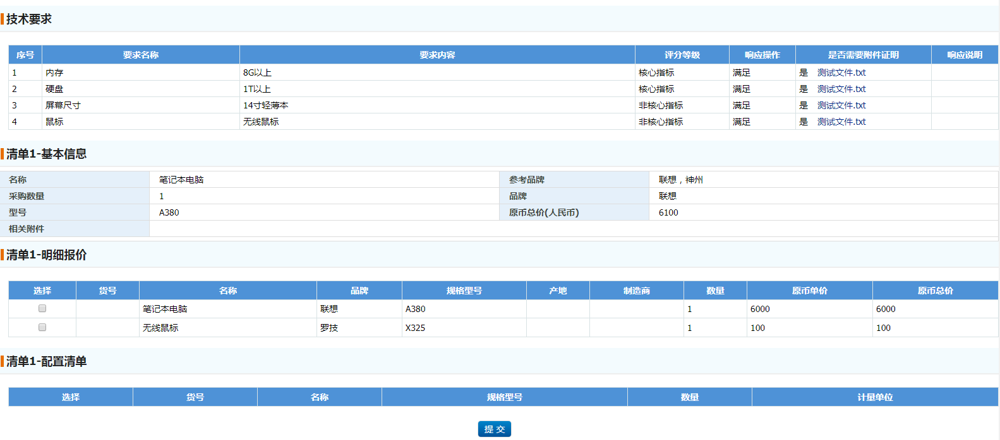 技术要求
序号 要求名称 要求内容 评分等级 响应操作 是否需要附件证明 响应说明
1 内存 8G以上 核心指标 满足 是 测试文件.txt
2 硬盘 1T以上 核心指标 满足 是 测试文件.txt
3 屏幕尺寸 14寸轻薄本 非核心指标 满足 是 测试文件.txt
4 鼠标 无线鼠标 非核心指标 满足 是 测试文件.txt
清单1-基本信息
名称 笔记本电脑 参考品牌 联想，神州
采购数量 1 品牌 联想
型号 A380 原币总价(人民币) 6100
相关附件
清单1-明细报价
选择 货号 名称 品牌 规格型号 产地 制造商 数量 原币单价 原币总价
笔记本电脑 联想 A380 1 6000 6000
无线鼠标 罗技 X325 1 100 100
清单1-配置清单
选择 货号 名称 规格型号 数量 计量单位
提 交